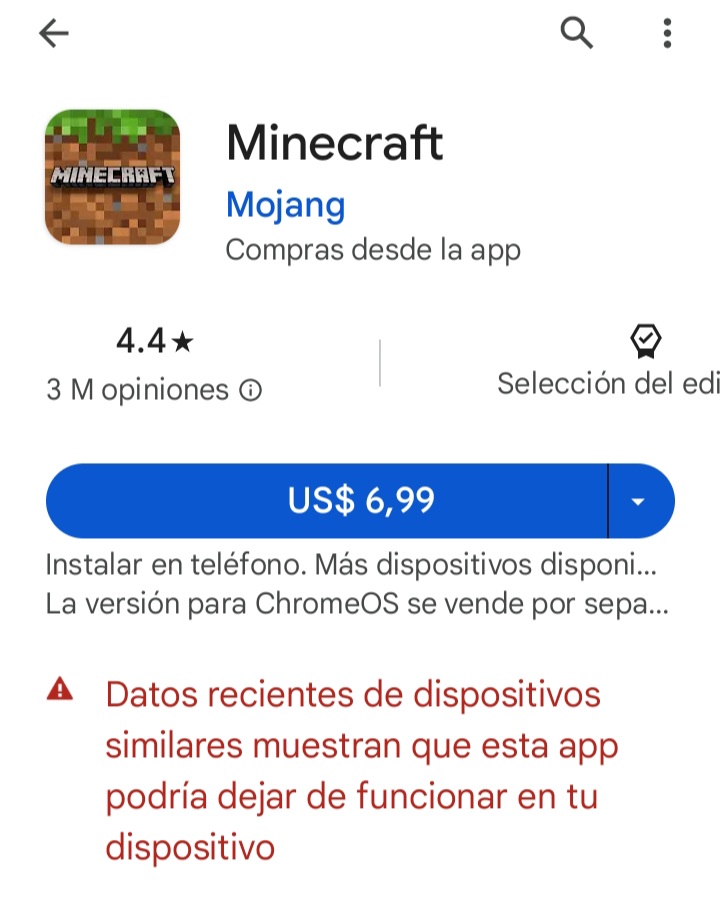 MINECRAFT
Minecraft
Mojang
Compras desde la app
4.4★
3 M opiniones
Selección del edi
US$ 6,99
Instalar en teléfono. Más dispositivos disponi...
La versión para ChromeOS se vende por sepa...
Datos recientes de dispositivos
similares muestran que esta app
podría dejar de funcionar en tu
dispositivo